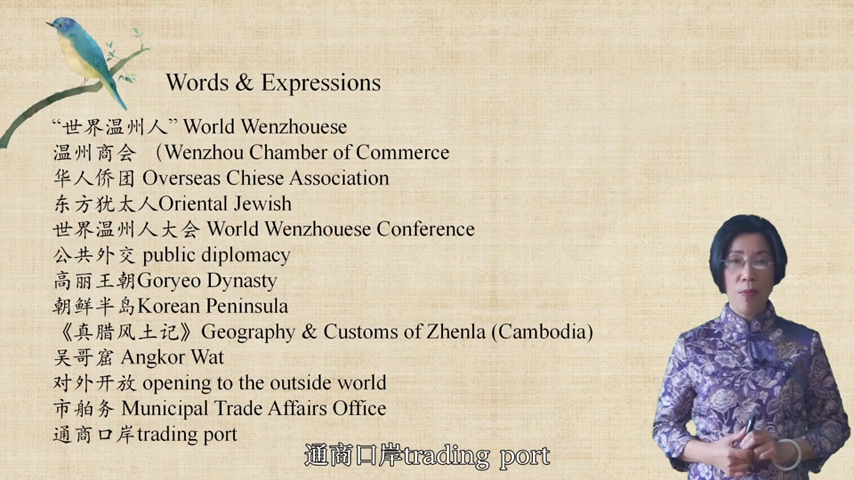 Words & Expressions
“世界温州人” World Wenzhouese
温州商会 （Wenzhou Chamber of Commerce
华人侨团 Overseas Chiese Association
东方犹太人Oriental Jewish
世界温州人大会 World Wenzhouese Conference
公共外交 public diplomacy
高丽王朝Goryeo Dynasty
朝鲜半岛Korean Peninsula
《真腊风土记》Geography & Customs of Zhenla (Cambodia)
吴哥窟 Angkor Wat
对外开放 opening to the outside world
市舶务 Municipal Trade Affairs Office
通商口岸trading port
通商口岸trading port